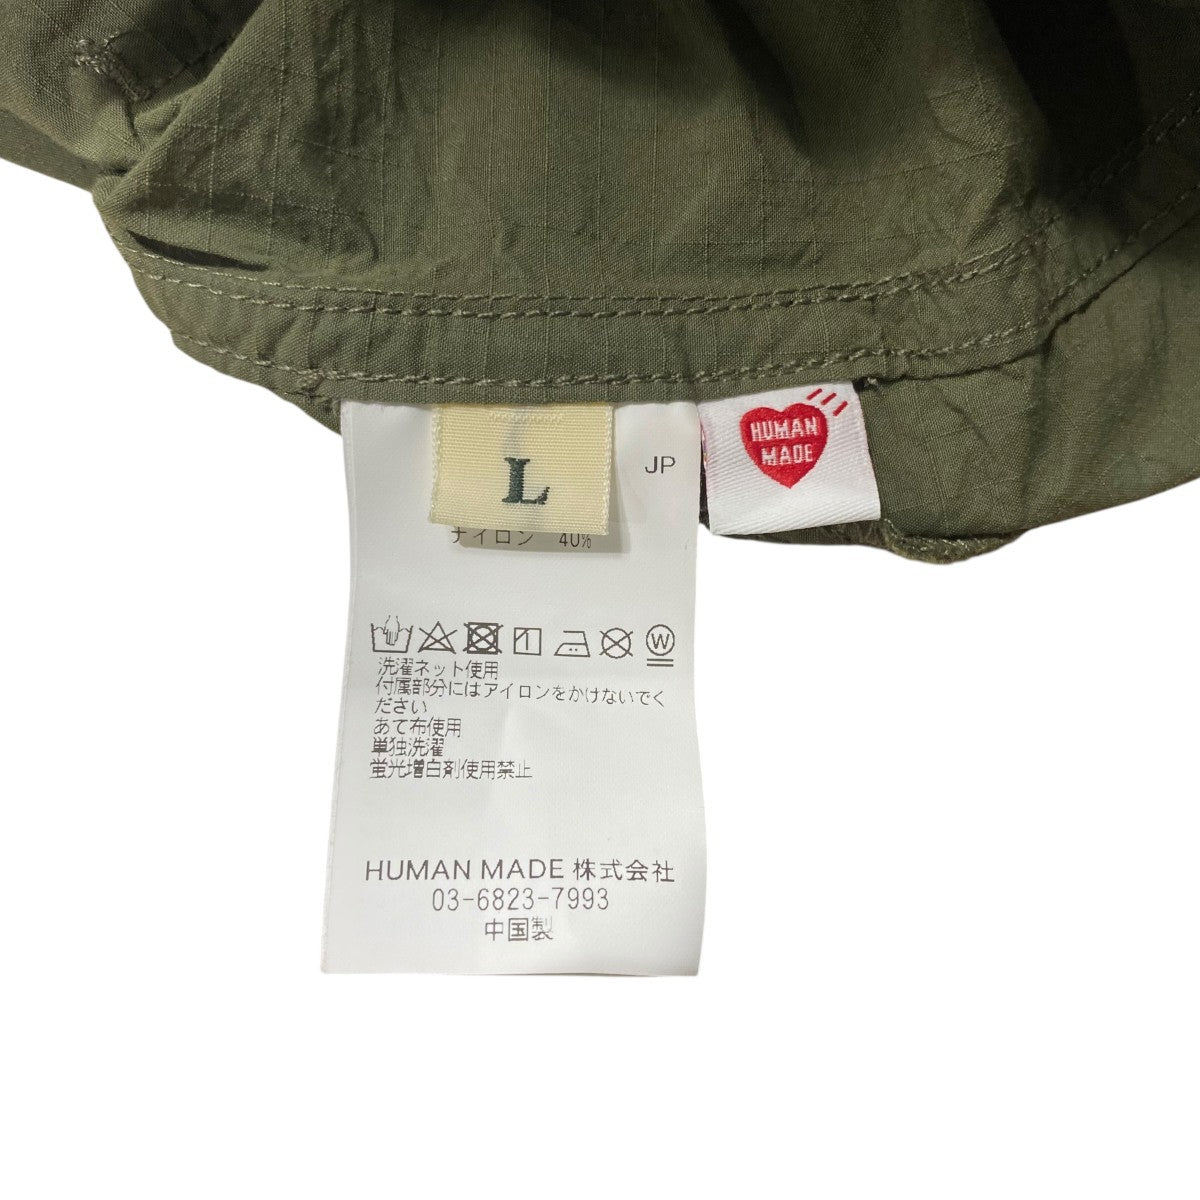 L
JP
HUMAN
MADE
ナイロン 40%
W
洗濯ネット使用
付属部分にはアイロンをかけないでく
ださい
あて布使用
単独洗濯
蛍光増白剤使用禁止
HUMAN MADE 株式会社
03-6823-7993
中国製